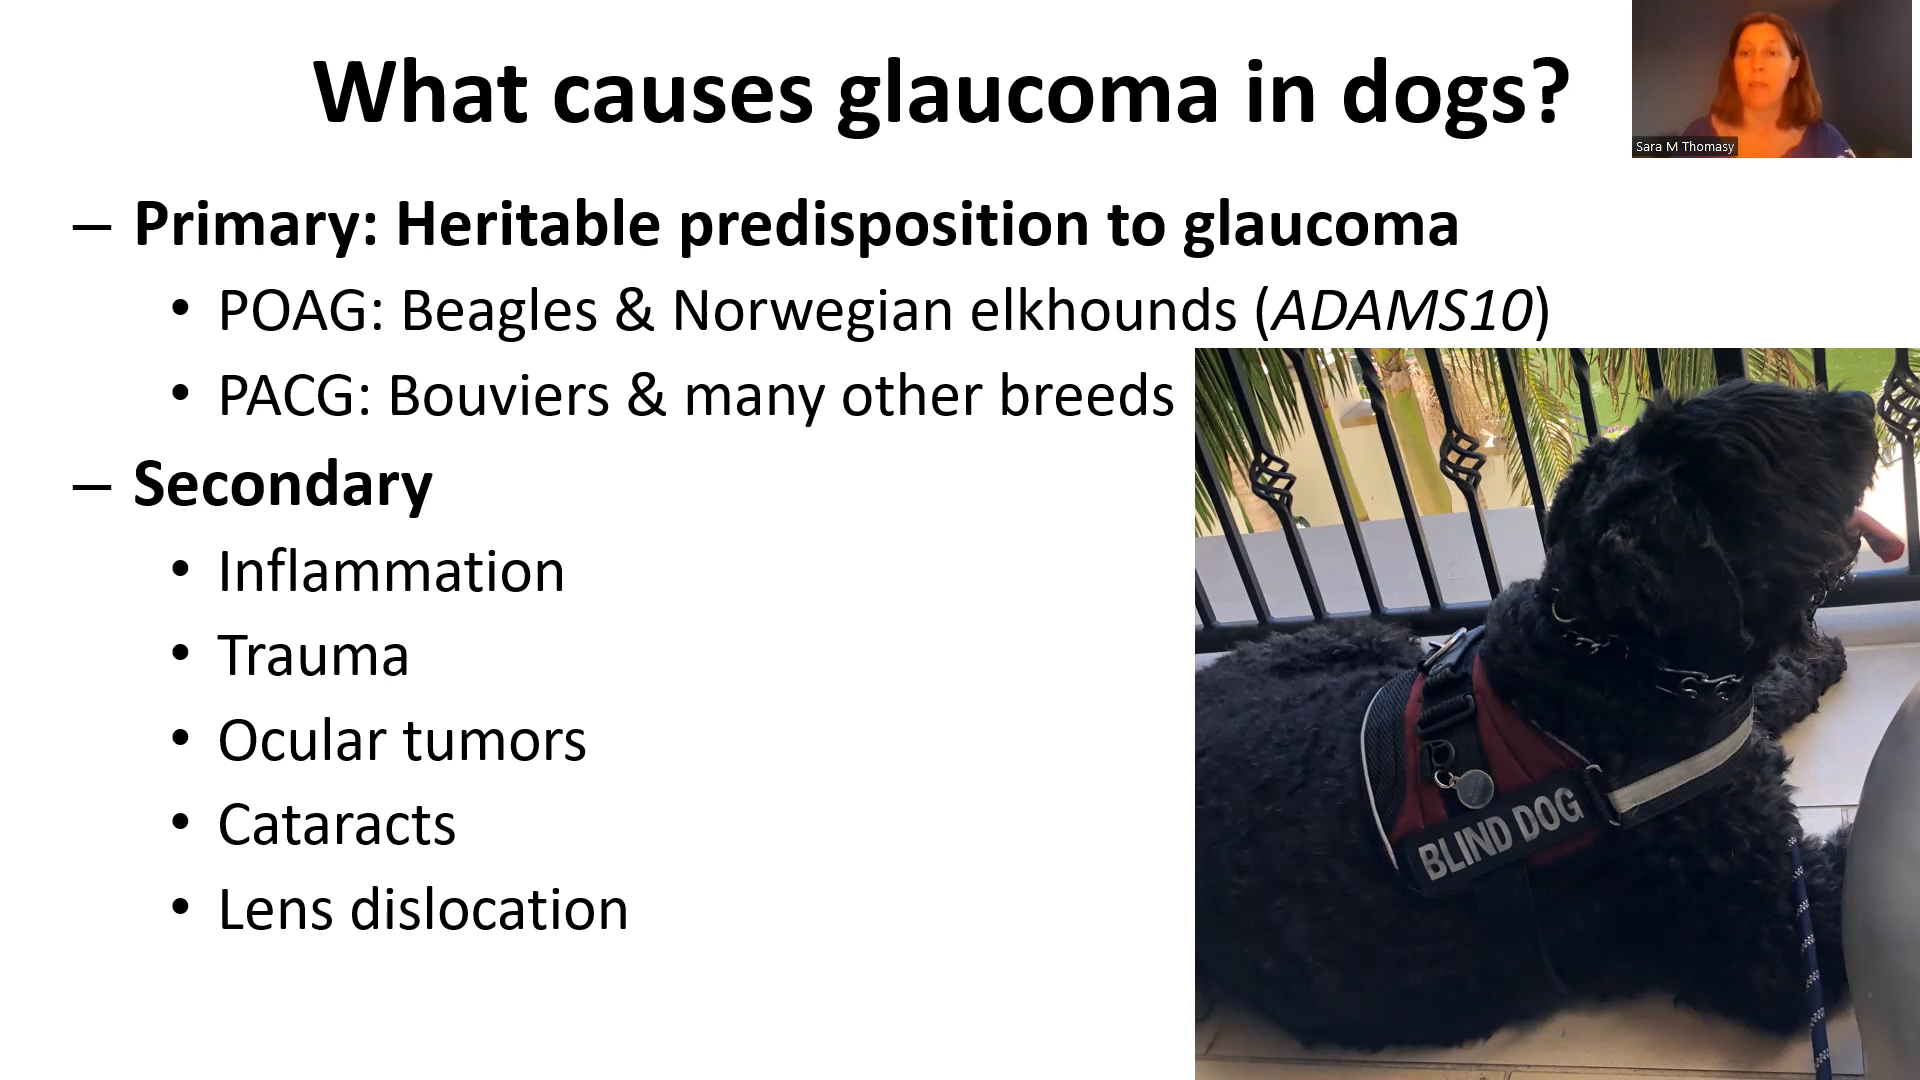 What causes glaucoma in dogs?
Sara M Thomasy
– Primary: Heritable predisposition to glaucoma
• POAG: Beagles & Norwegian elkhounds (ADAMS10)
• PACG: Bouviers & many other breeds
– Secondary
• Inflammation
• Trauma
• Ocular tumors
• Cataracts
• Lens dislocation
BLIND DOG